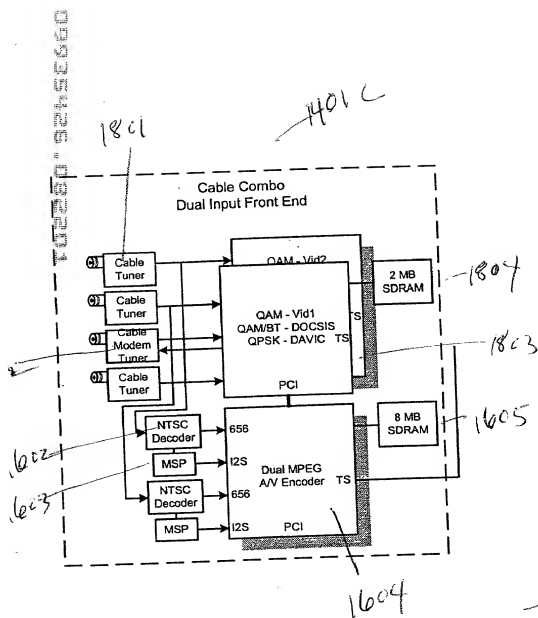 1801
1401C
Cable Combo
Dual Input Front End
Cable
Tuner
QAM - Vid2
2 MB
SDRAM
1804
Cable
Tuner
QAM - Vid1
QAM/BT - DOCSIS
QPSK - DAVIC
TS
TS
Cable
Modem
Tuner
1803
Cable
Tuner
PCI
1602
NTSC
Decoder
656
8 MB
SDRAM
1605
MSP
I2S
Dual MPEG
A/V Encoder
TS
1603
NTSC
Decoder
656
MSP
I2S
PCI
1604